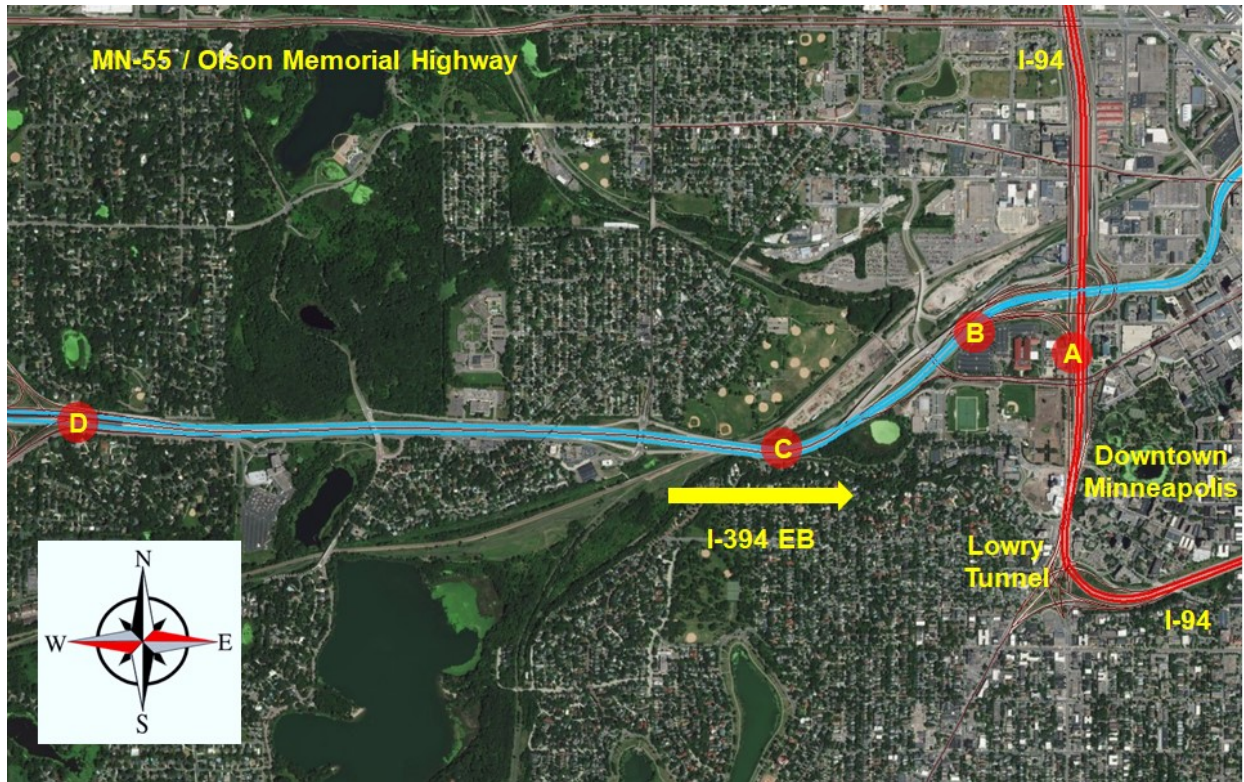 MN-55 / Olson Memorial Highway
I-94
B
A
D
C
Downtown
Minneapolis
I-394 EB
Lowry
Tunnel
I-94
N
W
E
S